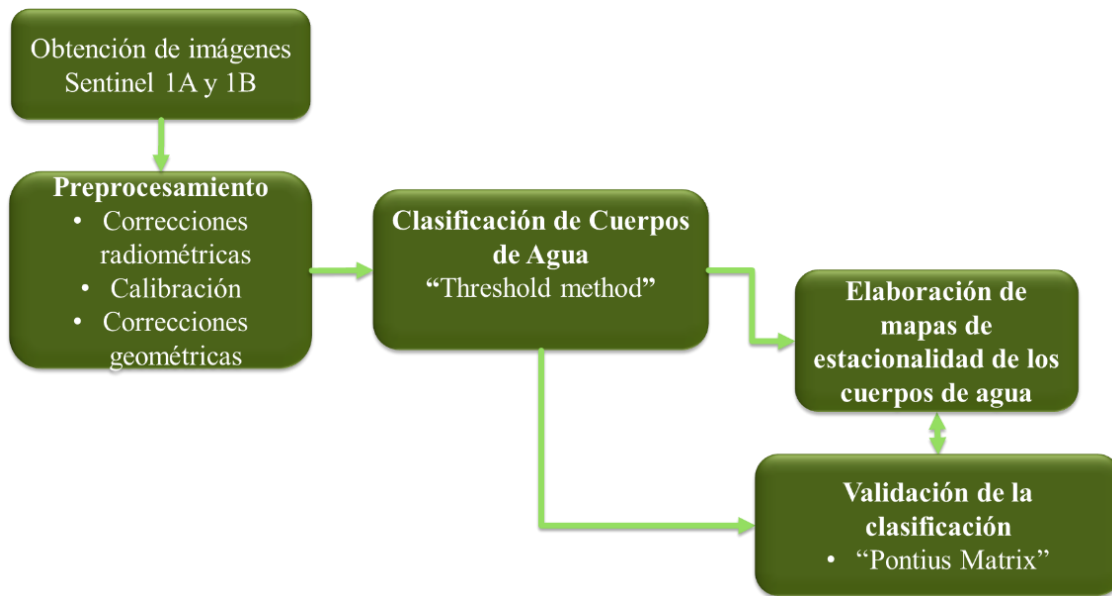 Obtención de imágenes
Sentinel 1A y 1B
Preprocesamiento
• Correcciones
radiométricas
• Calibración
• Correcciones
geométricas
Clasificación de Cuerpos
de Agua
“Threshold method”
Elaboración de
mapas de
estacionalidad de los
cuerpos de agua
Validación de la
clasificación
• “Pontius Matrix”